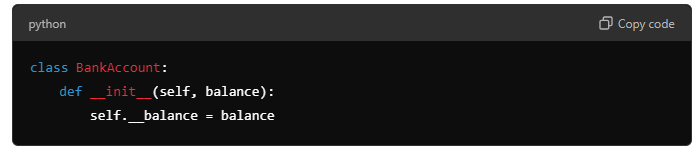 python
Copy code
class BankAccount:
    def __init__(self, balance):
        self.__balance = balance